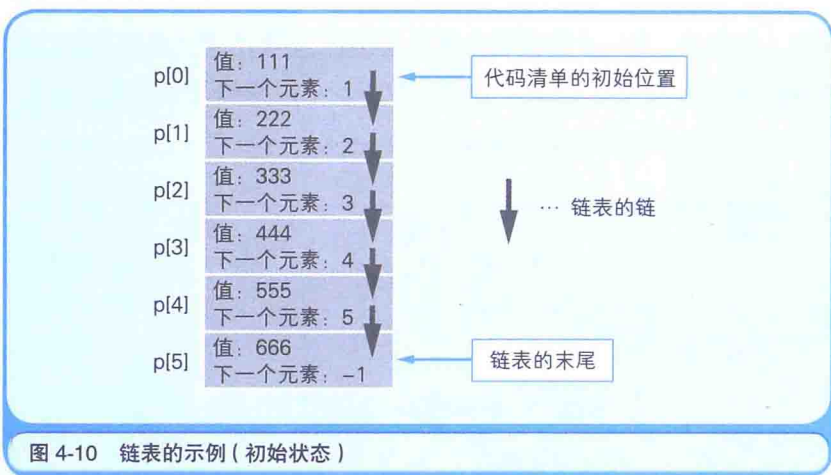 p[0]
值：111
下一个元素：1
代码清单的初始位置
p[1]
值：222
下一个元素：2
p[2]
值：333
下一个元素：3
… 链表的链
p[3]
值：444
下一个元素：4
p[4]
值：555
下一个元素：5
p[5]
值：666
下一个元素：-1
链表的末尾
图 4-10 链表的示例（初始状态）